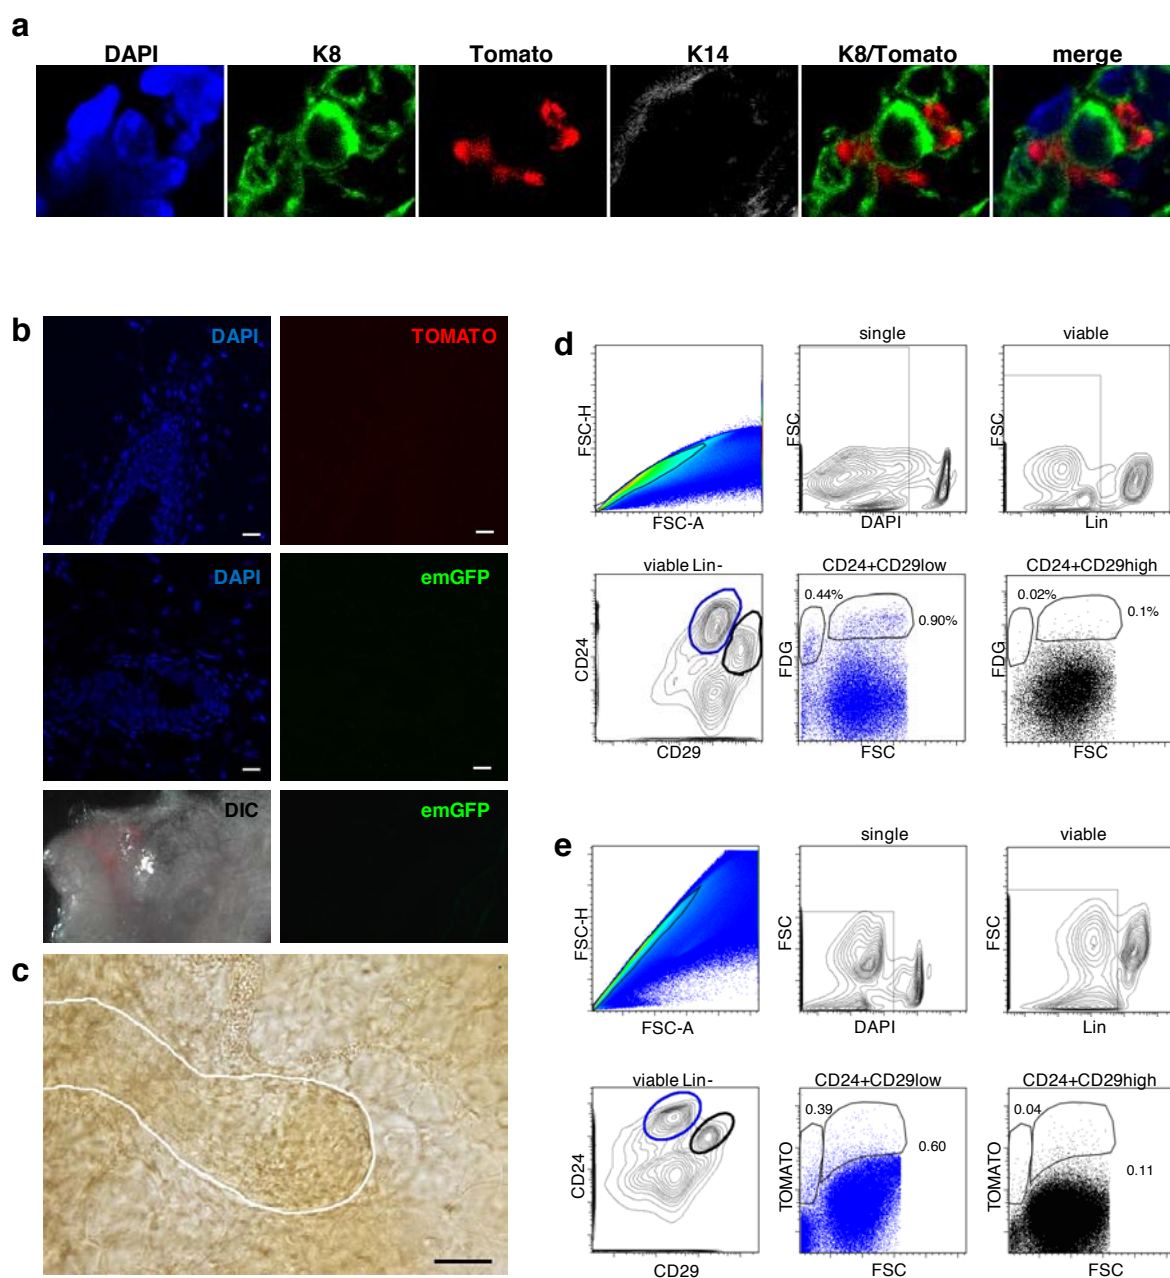 a
DAPI K8 Tomato K14 K8/Tomato merge
b
DAPI TOMATO
DAPI emGFP
DIC emGFP
c
d
single viable
FSC-H FSC FSC
FSC-A DAPI Lin
viable Lin- CD24+CD29low CD24+CD29high
0.44% 0.02%
0.90% 0.1%
CD24 FDG FDG
CD29 FSC FSC
e
single viable
FSC-H FSC FSC
FSC-A DAPI Lin
viable Lin- CD24+CD29low CD24+CD29high
0.39 0.04
0.60 0.11
CD24 TOMATO TOMATO
CD29 FSC FSC